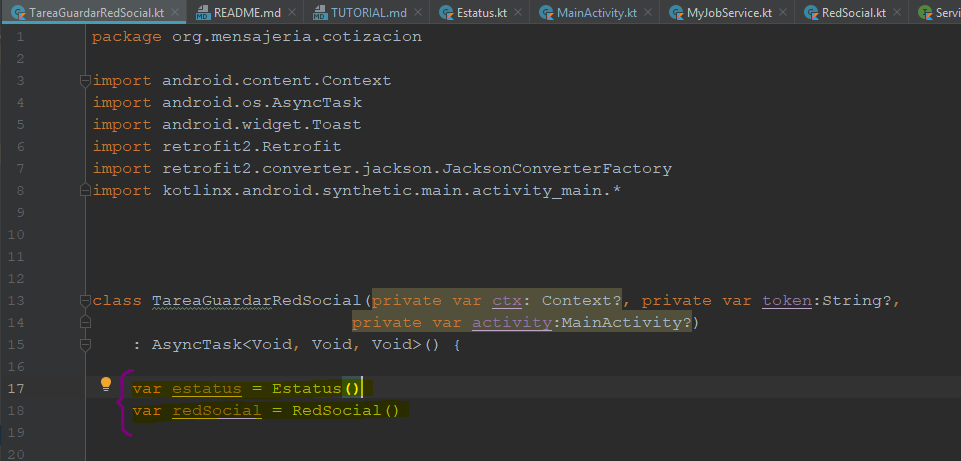 TareaGuardarRedSocial.kt README.md TUTORIAL.md Estatus.kt MainActivity.kt MyJobService.kt RedSocial.kt Servi
1 package org.mensajeria.cotizacion
2
3 import android.content.Context
4 import android.os.AsyncTask
5 import android.widget.Toast
6 import retrofit2.Retrofit
7 import retrofit2.converter.jackson.JacksonConverterFactory
8 import kotlinx.android.synthetic.main.activity_main.*
9
10
11
12
13 class TareaGuardarRedSocial(private var ctx: Context?, private var token:String?,
14 private var activity:MainActivity?)
15 : AsyncTask<Void, Void, Void>() {
16
17 var estatus = Estatus()
18 var redSocial = RedSocial()
19
20